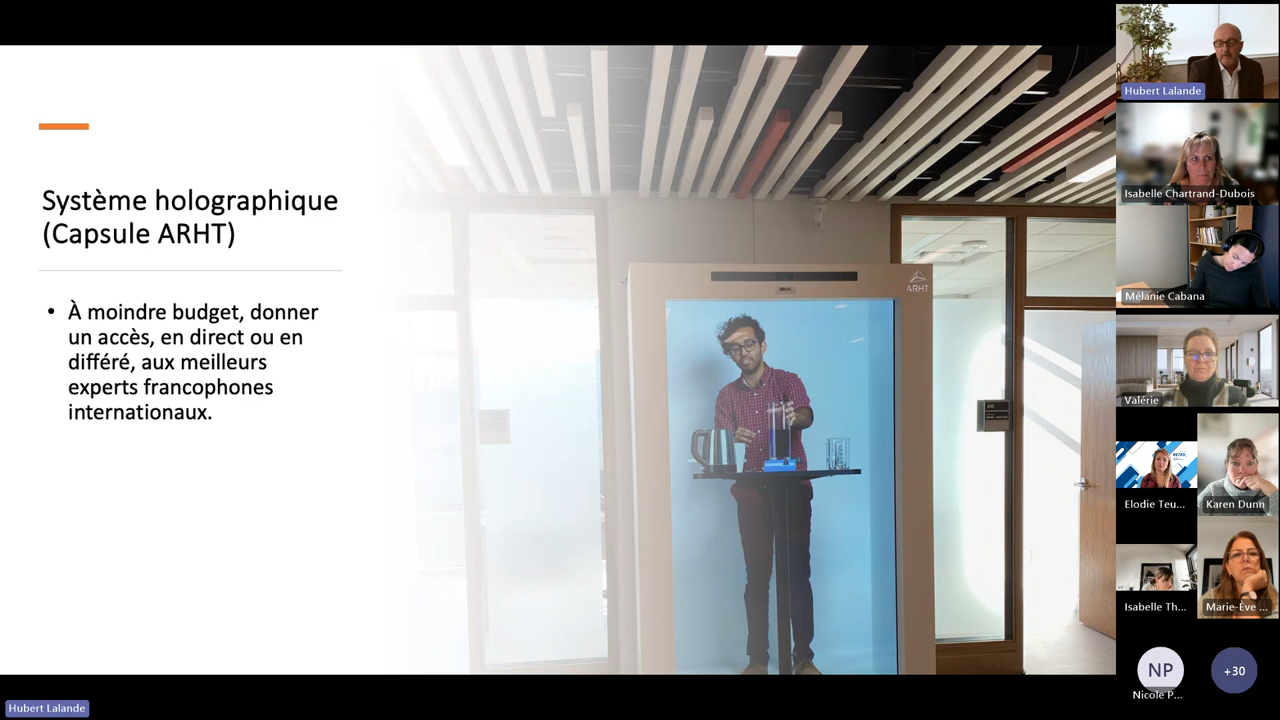 Système holographique
(Capsule ARHT)
• À moindre budget, donner
un accès, en direct ou en
différé, aux meilleurs
experts francophones
internationaux.
ARHT
Hubert Lalande
Isabelle Chartrand-Dubois
Mélanie Cabana
Valérie
Elodie Teu...
Karen Dunn
Isabelle Th...
Marie-Ève ...
NP
Nicole P...
+30
Hubert Lalande